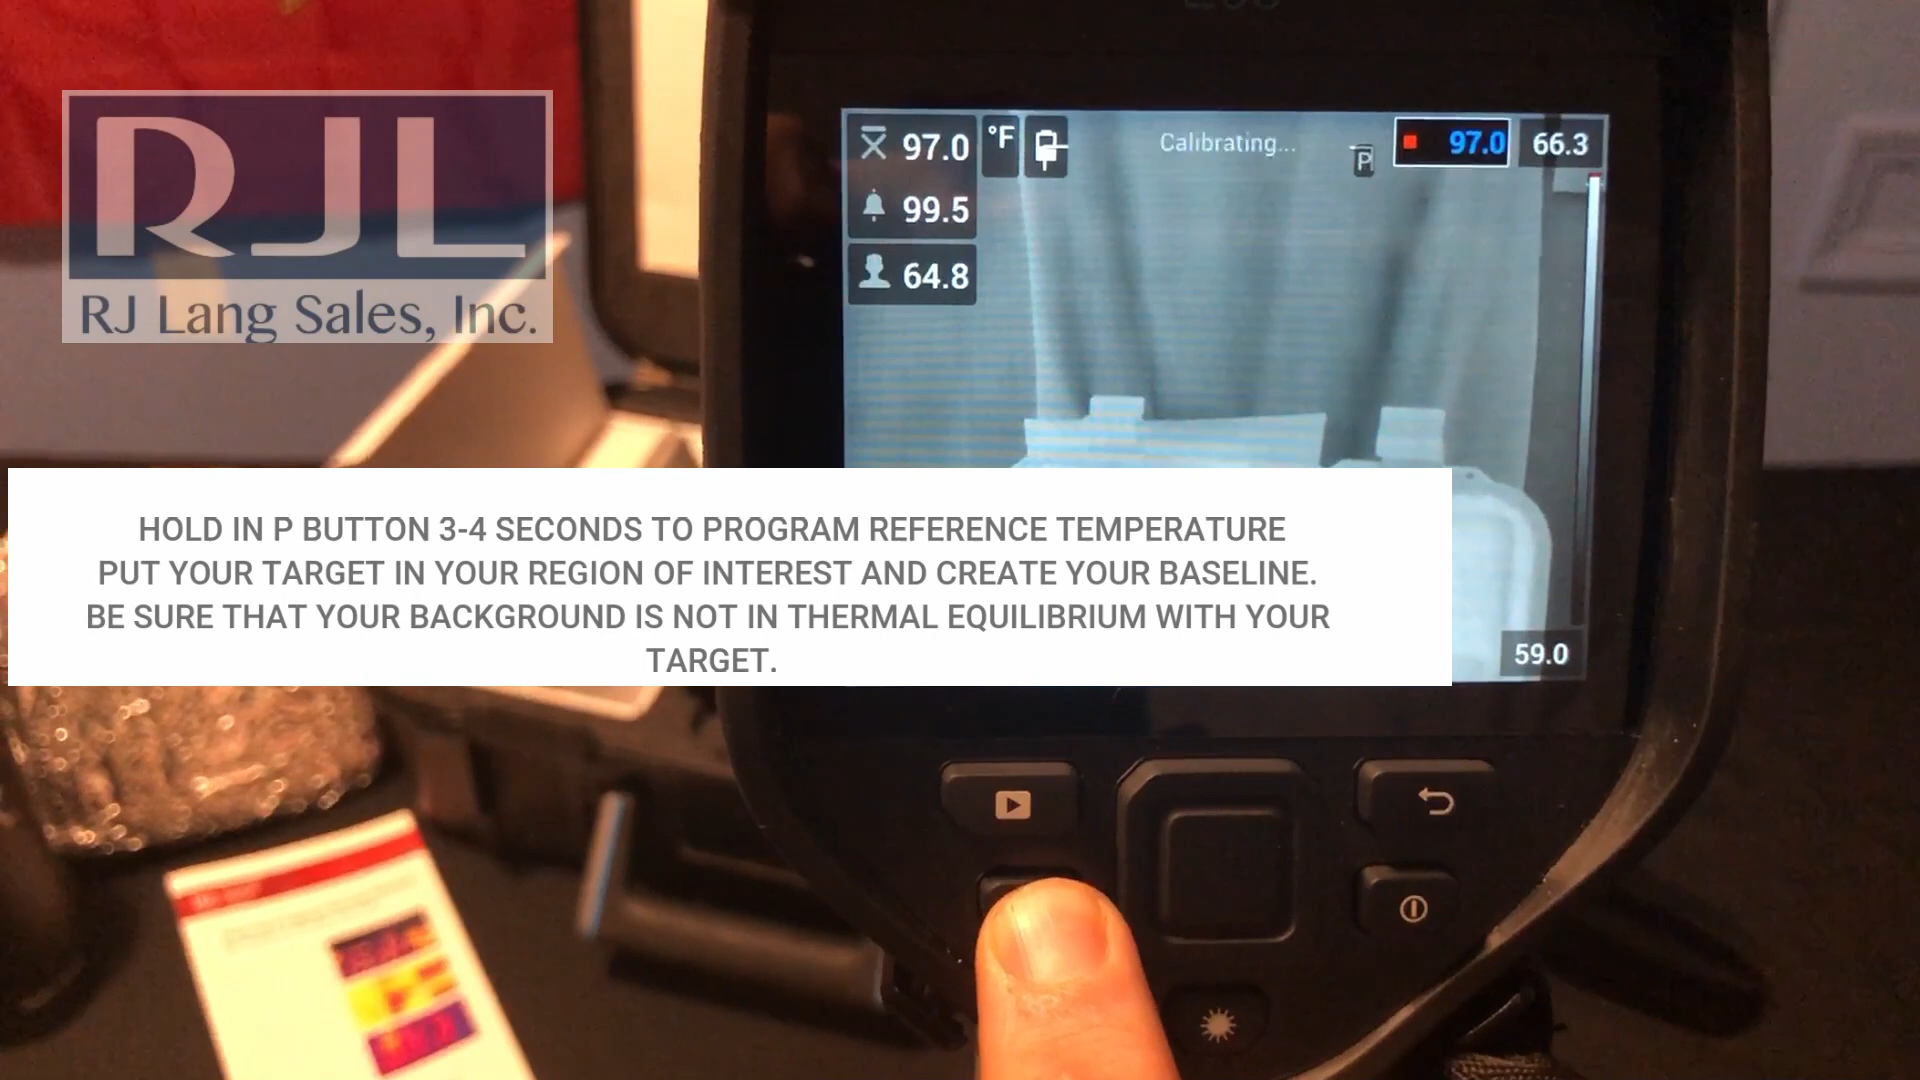 RJL
RJ Lang Sales, Inc.
97.0
°F
Calibrating...
P
97.0
66.3
99.5
64.8
HOLD IN P BUTTON 3-4 SECONDS TO PROGRAM REFERENCE TEMPERATURE
PUT YOUR TARGET IN YOUR REGION OF INTEREST AND CREATE YOUR BASELINE.
BE SURE THAT YOUR BACKGROUND IS NOT IN THERMAL EQUILIBRIUM WITH YOUR
TARGET.
59.0